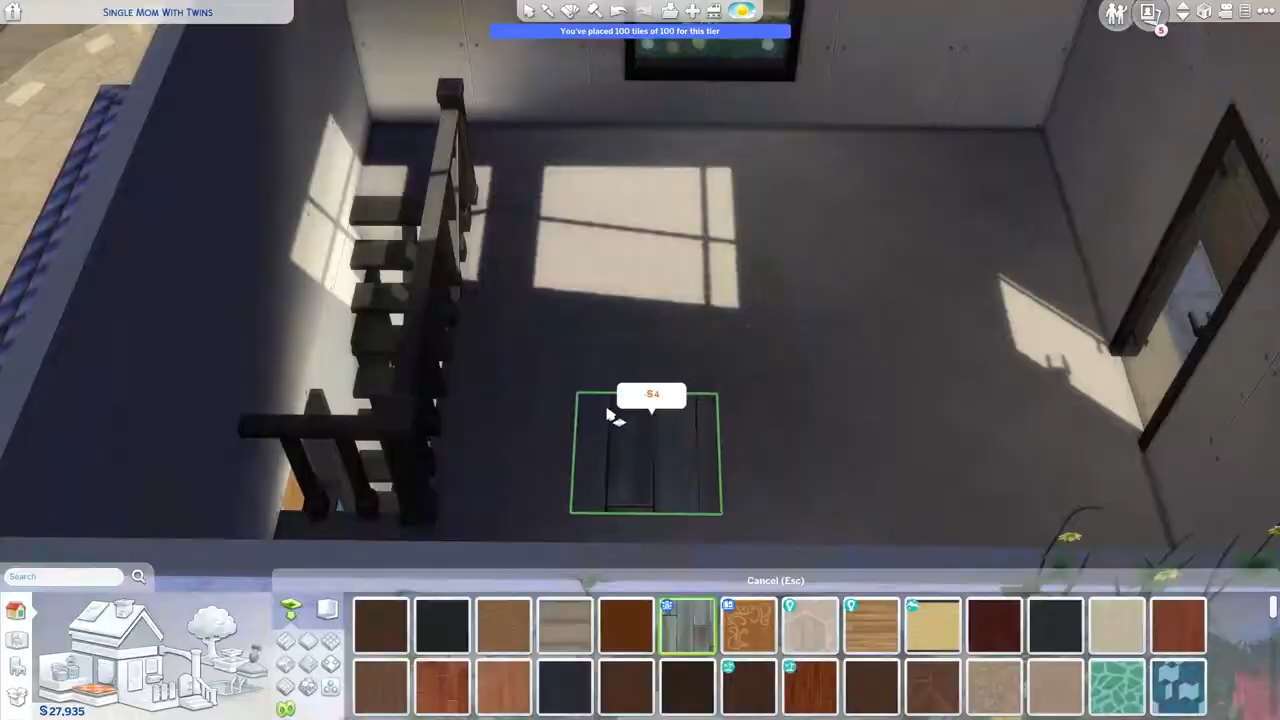 Single Mom With Twins
You've placed 100 tiles of 100 for this tier
5
-$4
Cancel (Esc)
Search
$27,935